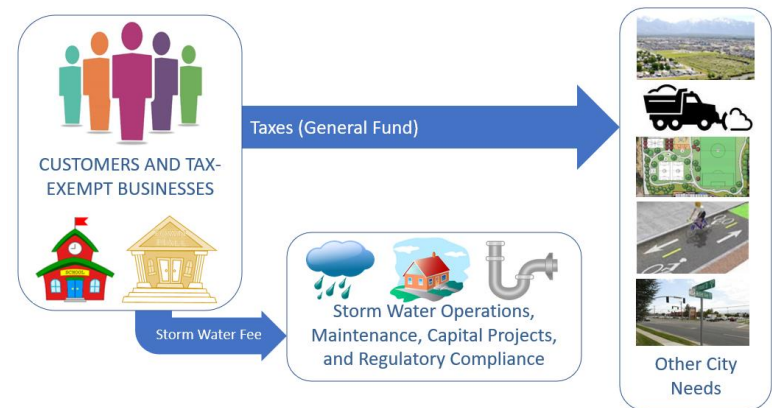 CUSTOMERS AND TAX-
EXEMPT BUSINESSES
SCHOOL
Taxes (General Fund)
Storm Water Fee
Storm Water Operations,
Maintenance, Capital Projects,
and Regulatory Compliance
Other City
Needs